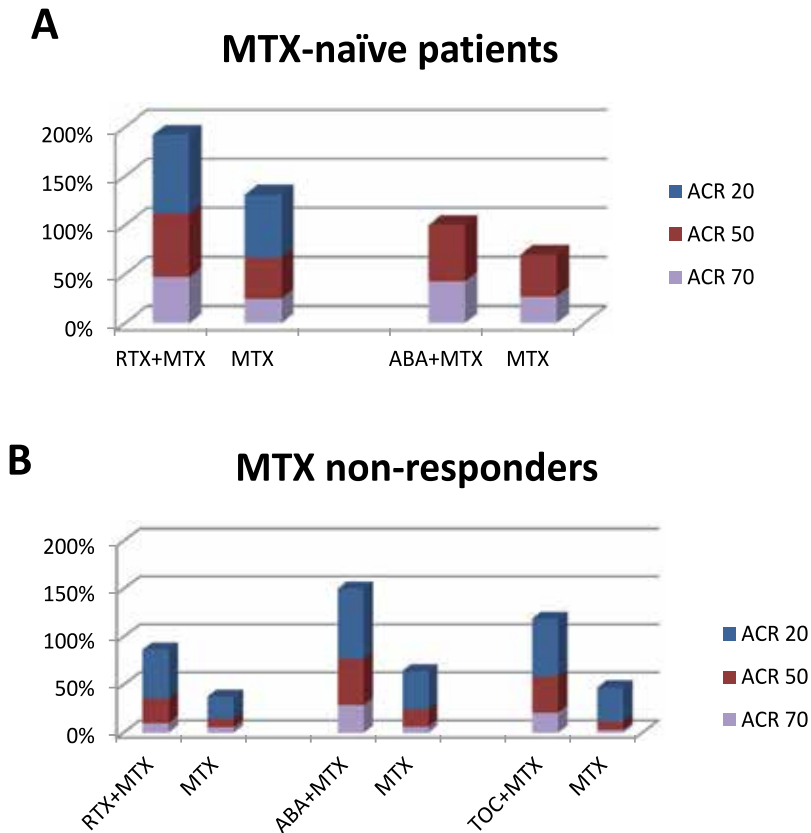 A
MTX-naïve patients
200%
150%
100%
50%
0%
RTX+MTX MTX ABA+MTX MTX
ACR 20
ACR 50
ACR 70
B
MTX non-responders
200%
150%
100%
50%
0%
RTX+MTX MTX ABA+MTX MTX TOC+MTX MTX
ACR 20
ACR 50
ACR 70